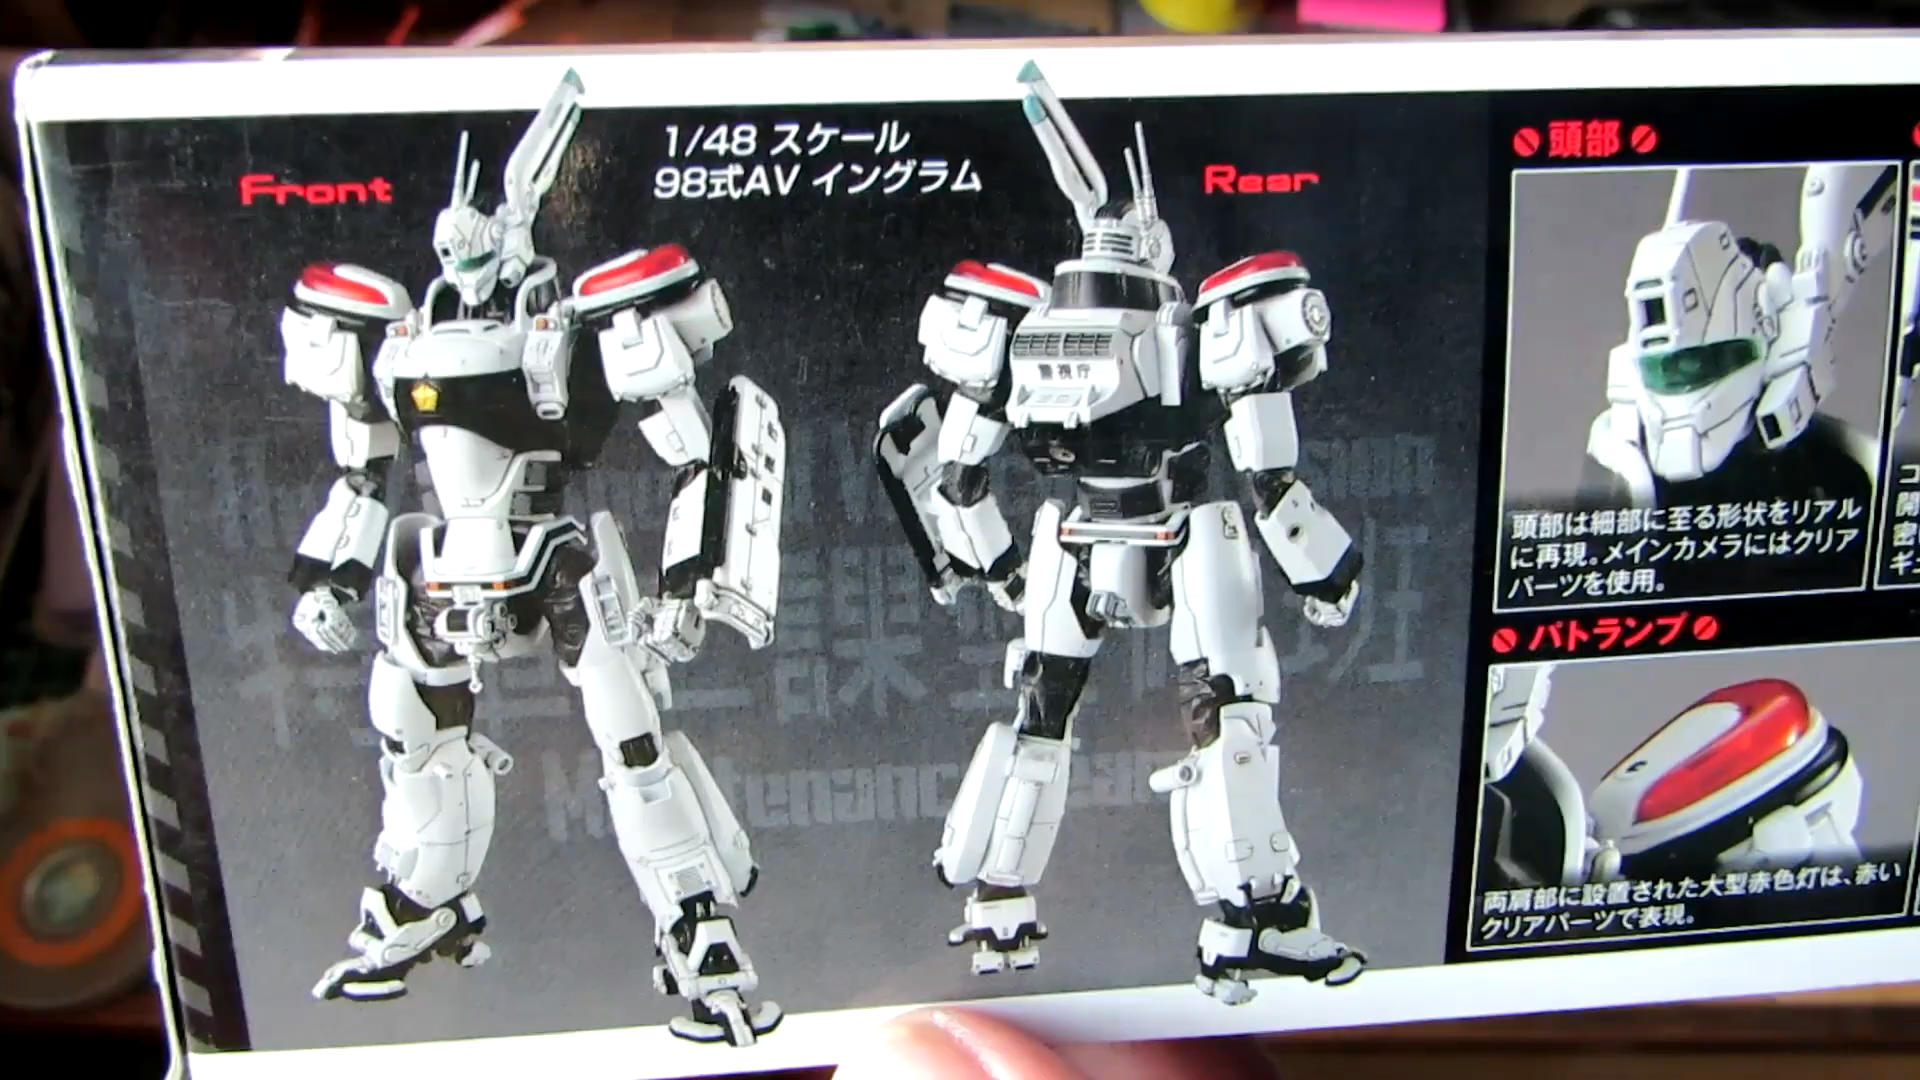 Front
1/48 スケール
98式AV イングラム
Rear
警視庁
頭部
頭部は細部に至る形状をリアル
に再現。メインカメラにはクリア
パーツを使用。
パトランプ
両肩部に設置された大型赤色灯は、赤い
クリアパーツで表現。